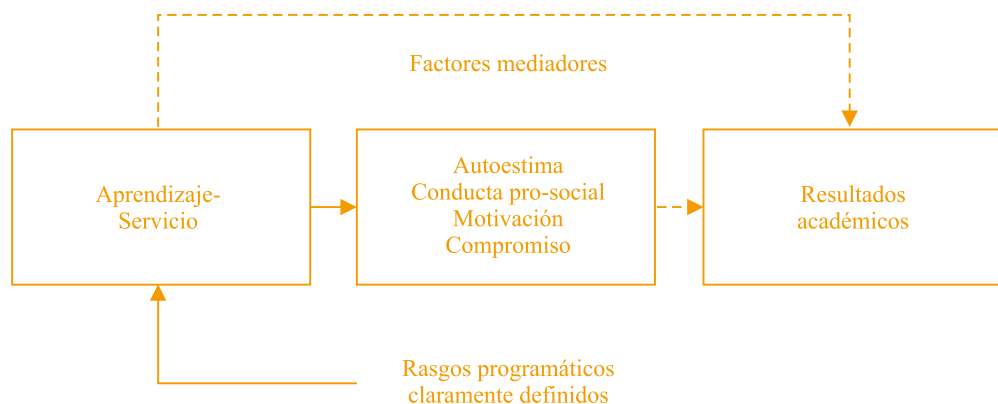 Factores mediadores
Aprendizaje-
Servicio
Autoestima
Conducta pro-social
Motivación
Compromiso
Resultados
académicos
Rasgos programáticos
claramente definidos